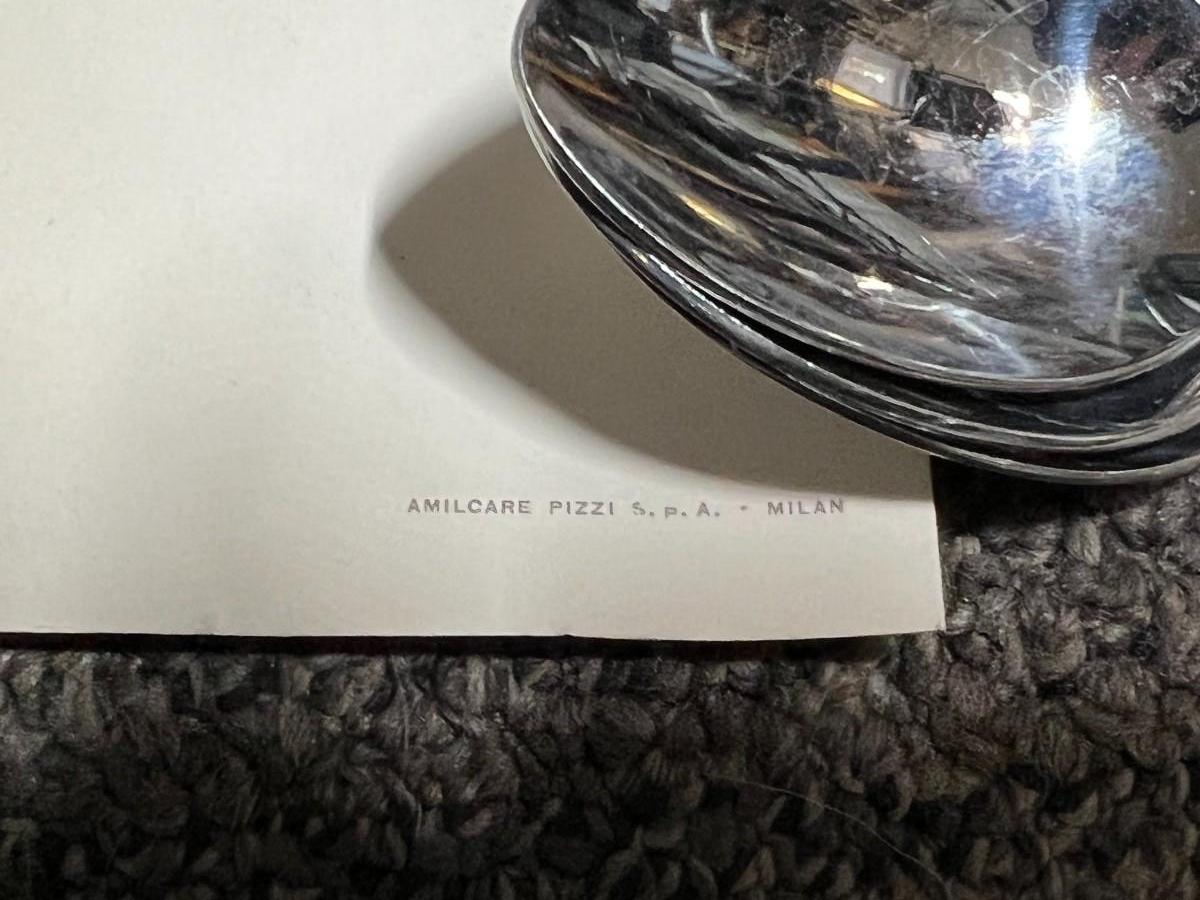 AMILCARE PIZZI S. p. A. • MILAN